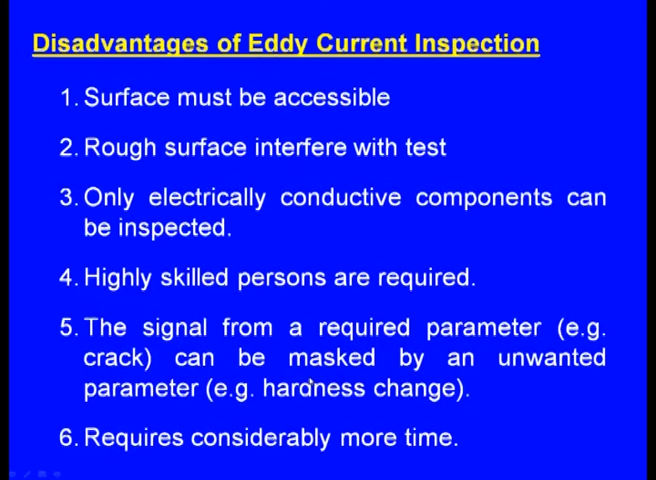 Disadvantages of Eddy Current Inspection
1. Surface must be accessible
2. Rough surface interfere with test
3. Only electrically conductive components can
be inspected.
4. Highly skilled persons are required.
5. The signal from a required parameter (e.g.
crack) can be masked by an unwanted
parameter (e.g. hardness change).
6. Requires considerably more time.